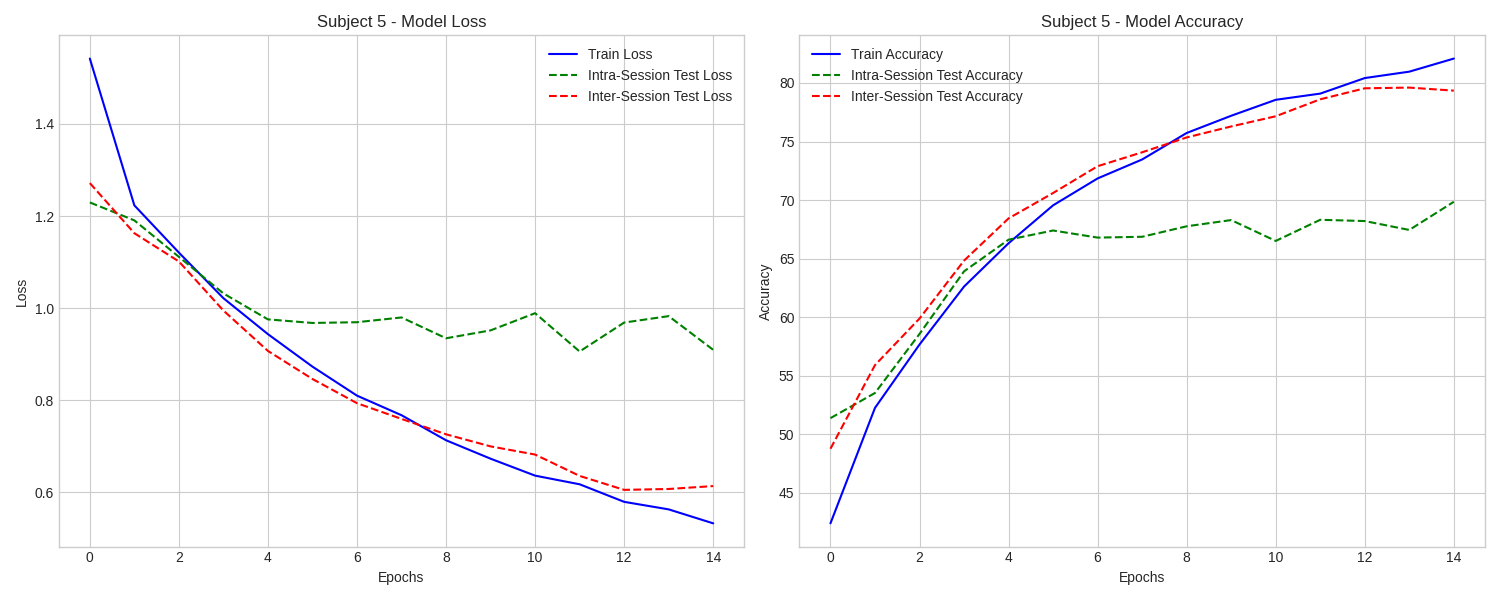 Subject 5 - Model Loss
Train Loss
Intra-Session Test Loss
Inter-Session Test Loss
Loss
1.4
1.2
1.0
0.8
0.6
0 2 4 6 8 10 12 14
Epochs
Subject 5 - Model Accuracy
Train Accuracy
Intra-Session Test Accuracy
Inter-Session Test Accuracy
Accuracy
80
75
70
65
60
55
50
45
0 2 4 6 8 10 12 14
Epochs